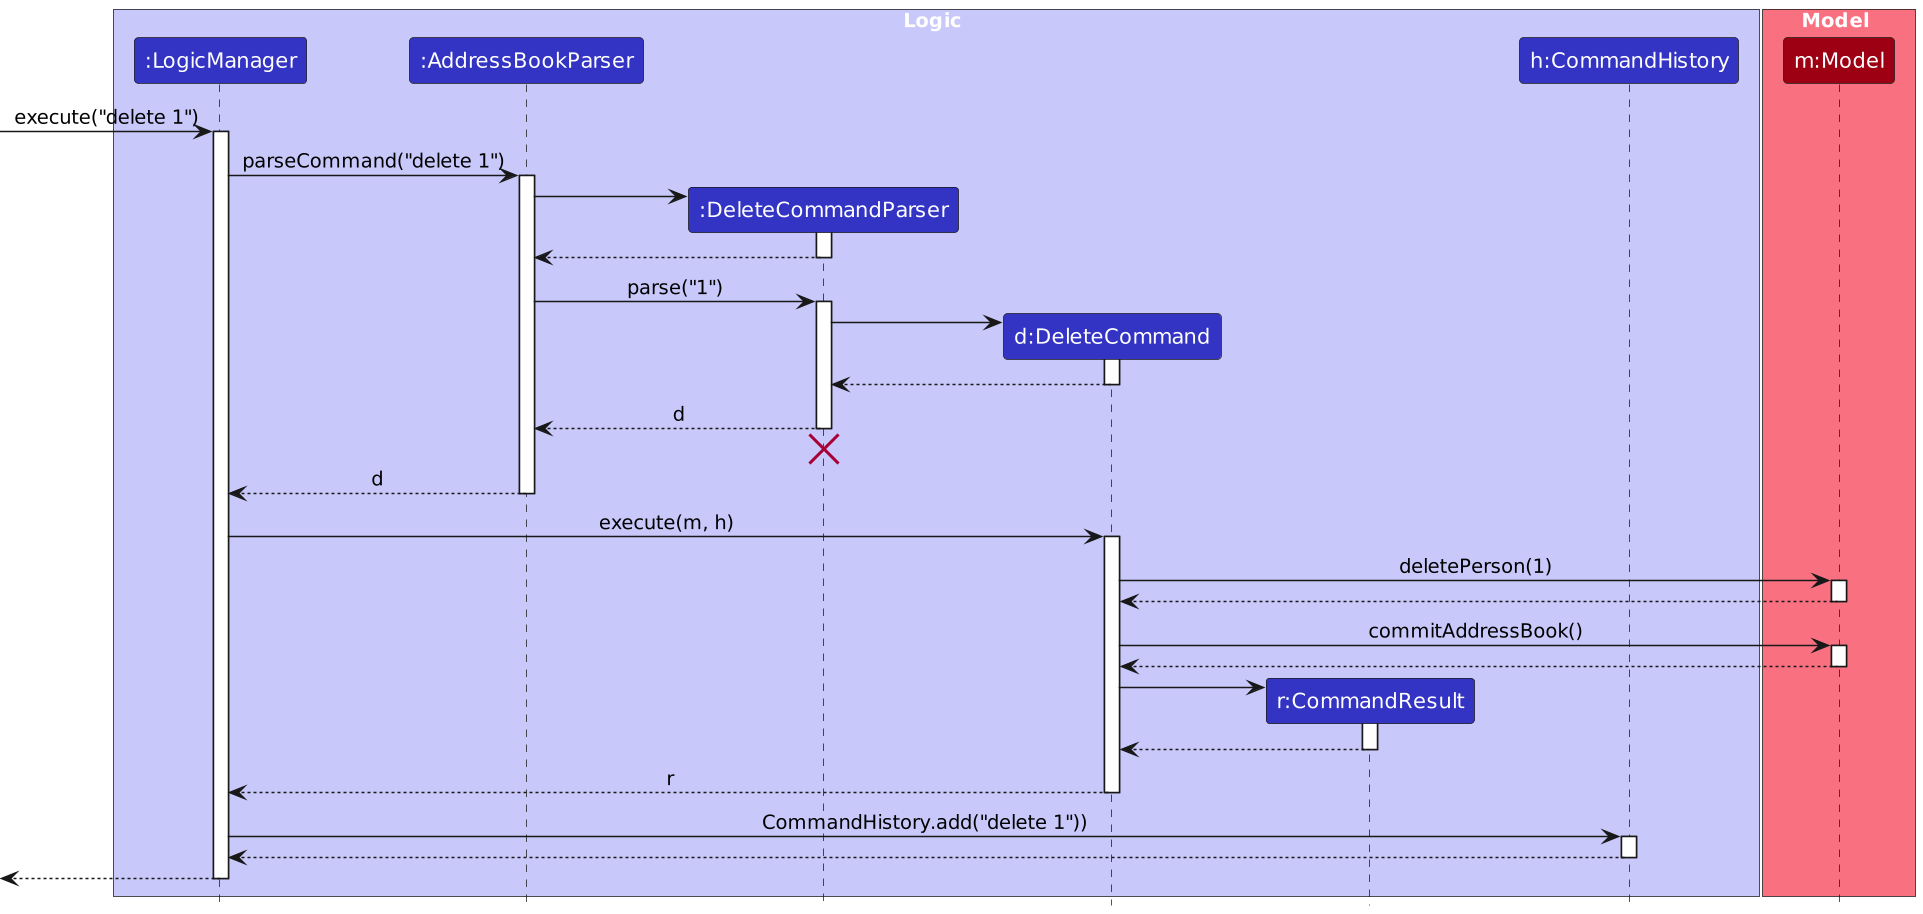 Logic
Model
:LogicManager
:AddressBookParser
h:CommandHistory
m:Model
execute("delete 1")
parseCommand("delete 1")
:DeleteCommandParser
parse("1")
d:DeleteCommand
d
d
execute(m, h)
deletePerson(1)
commitAddressBook()
r:CommandResult
r
CommandHistory.add("delete 1"))